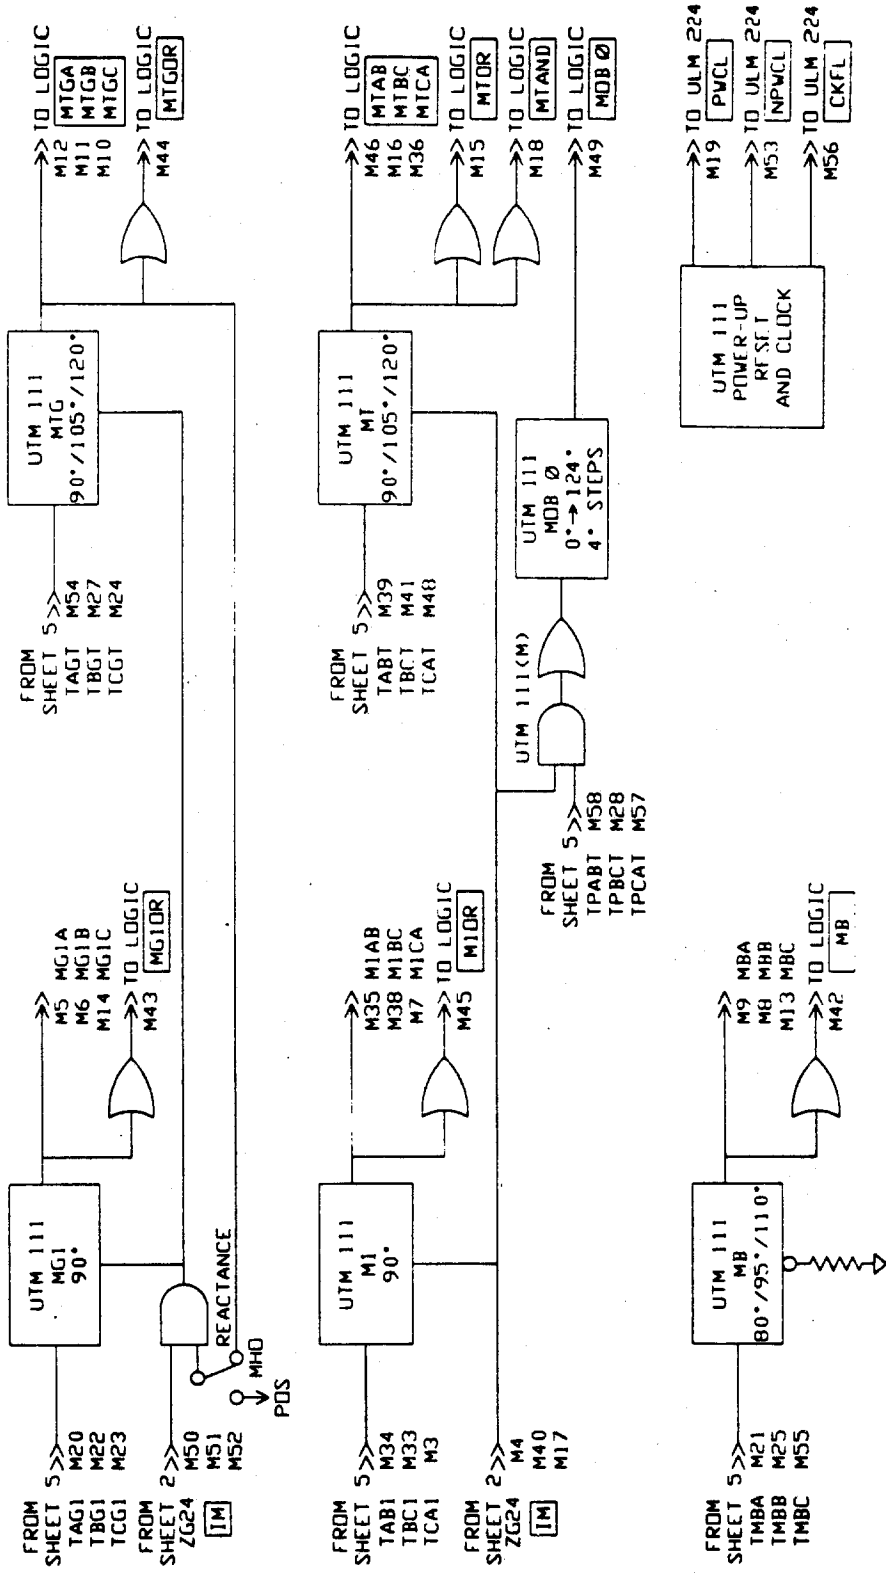 FROM
SHEET 5
TAG1 M20
TBG1 M22
TCG1 M23
UTM 111
MG1
90°
M5 MG1A
M6 MG1B
M14 MG1C
TO LOGIC
M43
MG1OR
FROM
SHEET 2
ZG24 M50
M51
M52
IM
REACTANCE
MHO
POS
FROM
SHEET 5
TAGT M54
TBGT M27
TCGT M24
UTM 111
MTG
90°/105°/120°
TO LOGIC
M12 MTGA
M11 MTGB
M10 MTGC
TO LOGIC
M44
MTGOR
FROM
SHEET 5
TAB1 M34
TBC1 M33
TCA1 M3
UTM 111
M1
90°
M35 M1AB
M38 M1BC
M7 M1CA
TO LOGIC
M45
M1OR
FROM
SHEET 2
ZG24 M4
M40
M17
IM
FROM
SHEET 5
TABT M39
TBCT M41
TCAT M48
UTM 111
MT
90°/105°/120°
TO LOGIC
M46 MTAB
M16 MTBC
M36 MTCA
TO LOGIC
M15
MTOR
TO LOGIC
M18
MTAND
FROM
SHEET 5
TPABT M58
TPBCT M28
TPCAT M57
UTM 111(M)
UTM 111
MOB Ø
0°→124°
4° STEPS
TO LOGIC
M49
MOB Ø
FROM
SHEET 5
TMBA M21
TMBB M25
TMBC M55
UTM 111
MB
80°/95°/110°
M9 MBA
M8 MBB
M13 MBC
TO LOGIC
M42
MB
UTM 111
POWER-UP
RESET
AND CLOCK
TO ULM 224
M19
PWCL
TO ULM 224
M53
NPWCL
TO ULM 224
M56
CKFL